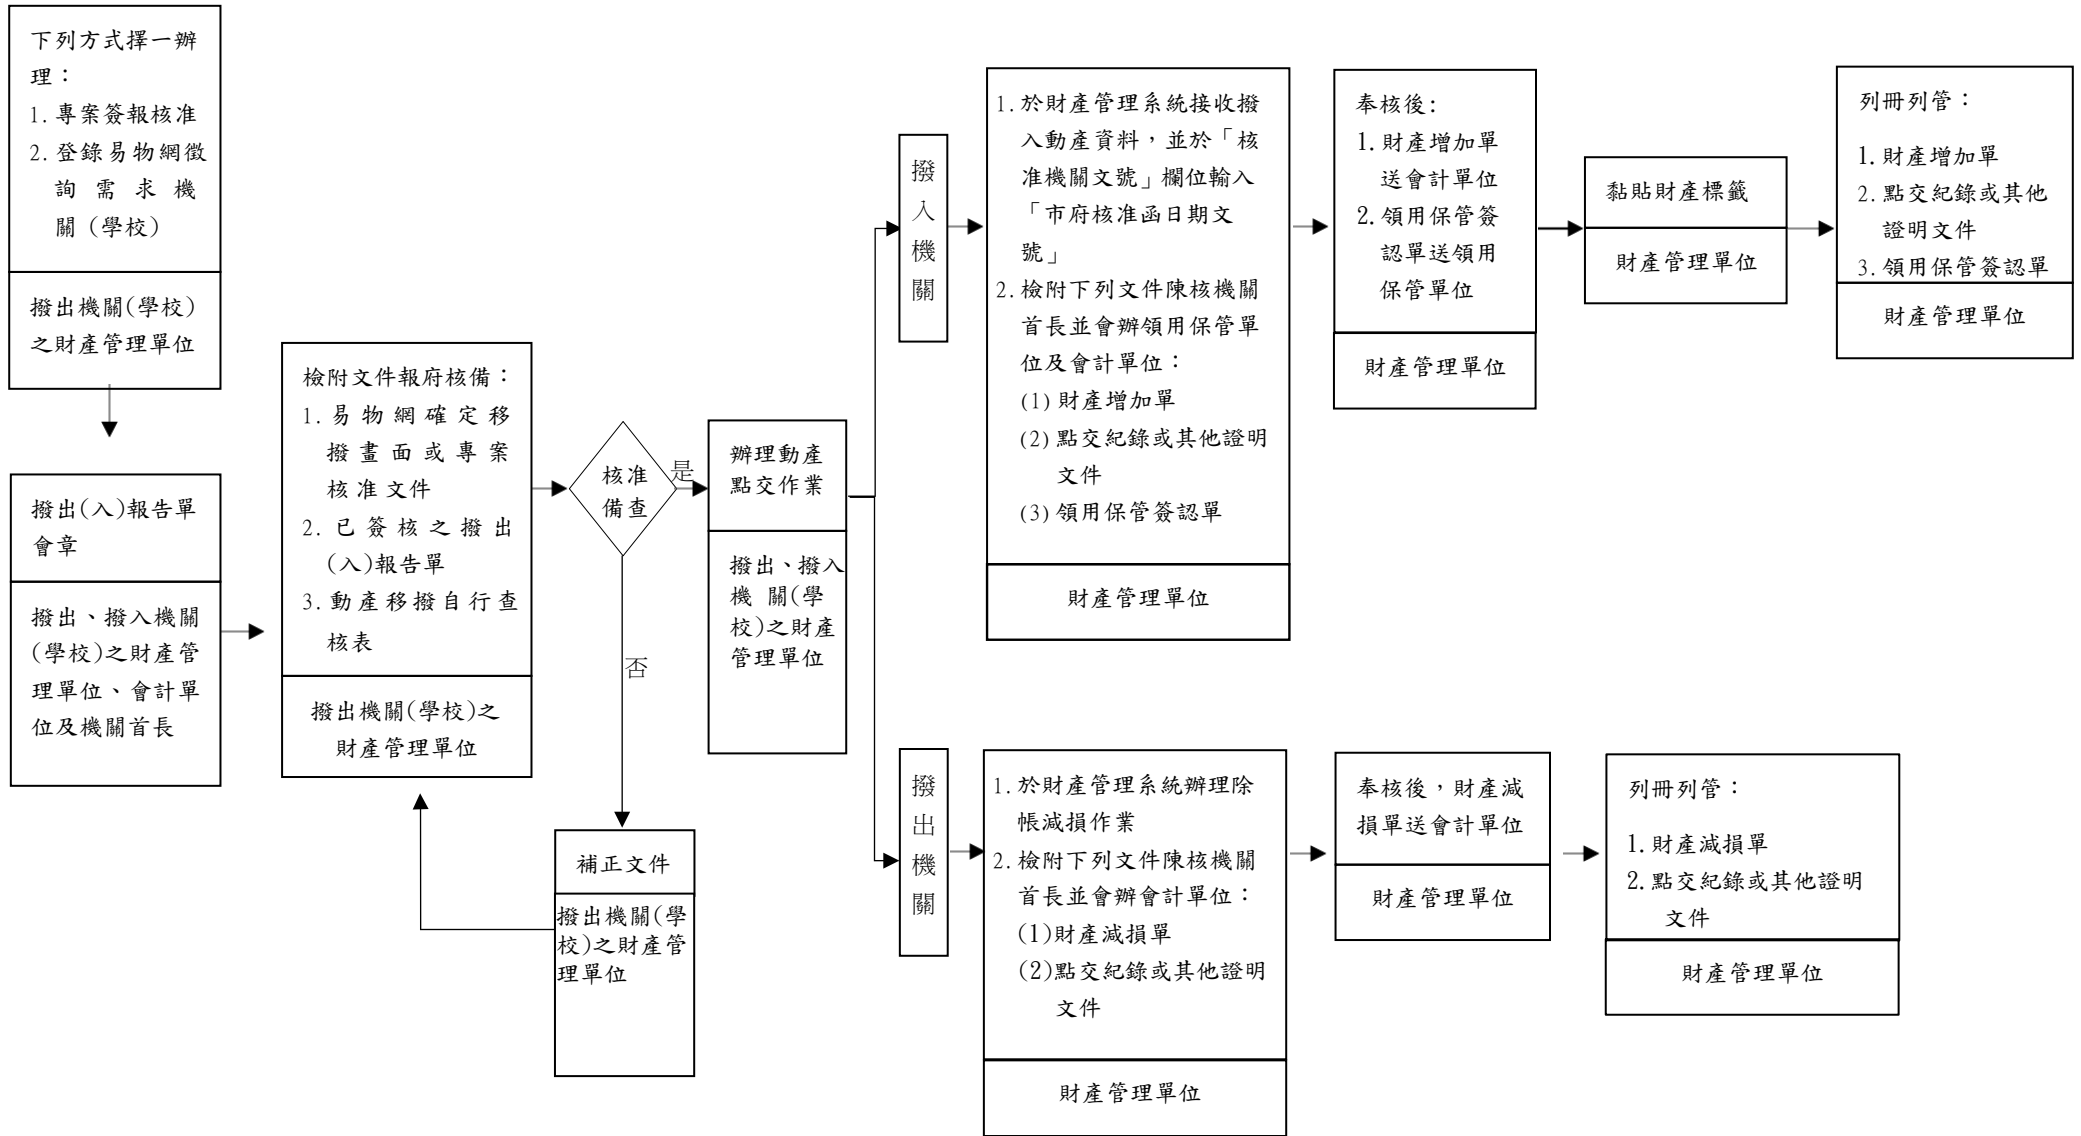 下列方式擇一辦
理：
1. 專案簽報核准
2. 登錄易物網徵
詢需求機
關（學校）
撥出機關(學校)
之財產管理單位
撥出(入)報告單
會章
撥出、撥入機關
(學校)之財產管
理單位、會計單
位及機關首長
檢附文件報府核備：
1. 易物網確定移
撥畫面或專案
核准文件
2. 已簽核之撥出
(入)報告單
3. 動產移撥自行查
核表
撥出機關(學校)之
財產管理單位
核准
備查
是
否
補正文件
撥出機關(學
校)之財產管
理單位
辦理動產
點交作業
撥出、撥入
機關(學
校)之財產
管理單位
撥
入
機
關
1. 於財產管理系統接收撥
入動產資料，並於「核
准機關文號」欄位輸入
「市府核准函日期文
號」
2. 檢附下列文件陳核機關
首長並會辦領用保管單
位及會計單位：
(1) 財產增加單
(2) 點交紀錄或其他證明
文件
(3) 領用保管簽認單
財產管理單位
奉核後:
1. 財產增加單
送會計單位
2. 領用保管簽
認單送領用
保管單位
財產管理單位
黏貼財產標籤
財產管理單位
列冊列管：
1. 財產增加單
2. 點交紀錄或其他
證明文件
3. 領用保管簽認單
財產管理單位
撥
出
機
關
1. 於財產管理系統辦理除
帳減損作業
2. 檢附下列文件陳核機關
首長並會辦會計單位：
(1)財產減損單
(2)點交紀錄或其他證明
文件
財產管理單位
奉核後，財產減
損單送會計單位
財產管理單位
列冊列管：
1. 財產減損單
2. 點交紀錄或其他證明
文件
財產管理單位